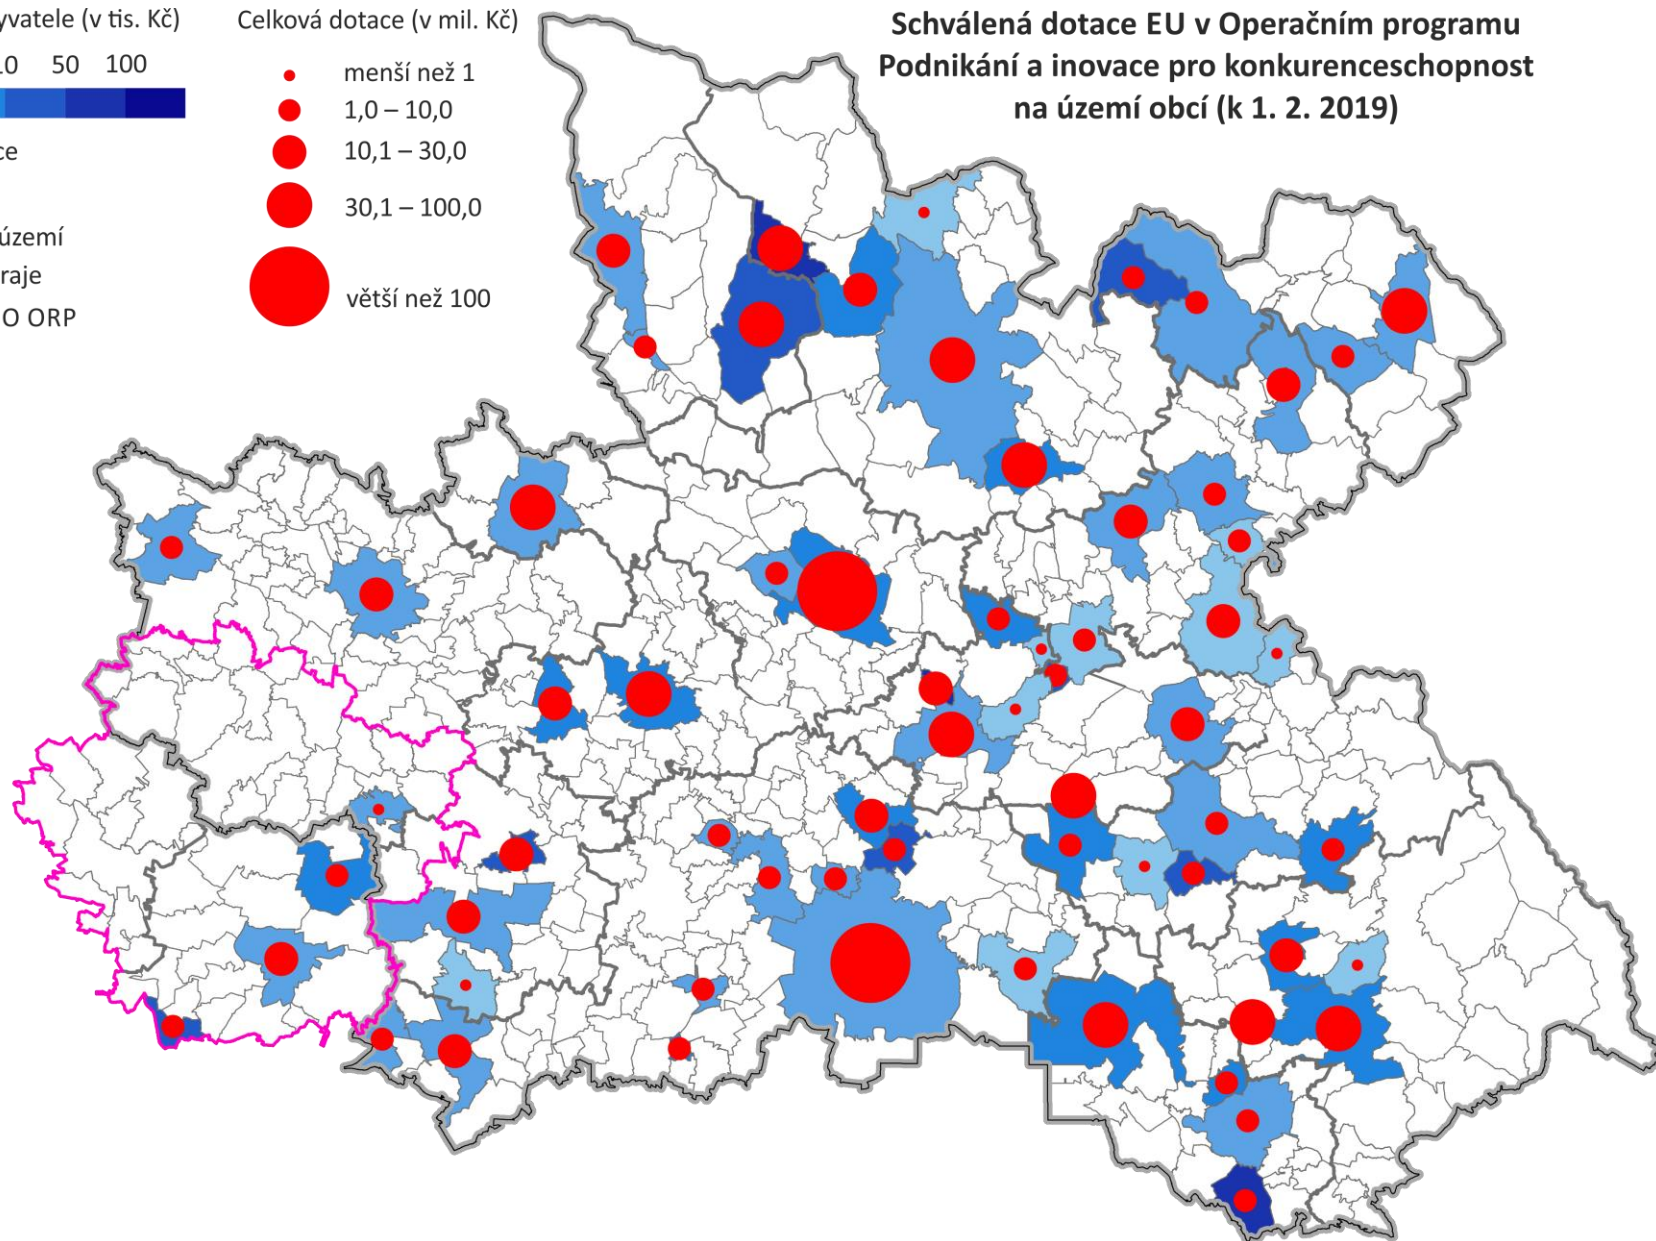 yvatele (v tis. Kč)
10 50 100
ce
území
raje
O ORP
Celková dotace (v mil. Kč)
menší než 1
1,0 – 10,0
10,1 – 30,0
30,1 – 100,0
větší než 100
Schválená dotace EU v Operačním programu
Podnikání a inovace pro konkurenceschopnost
na území obcí (k 1. 2. 2019)